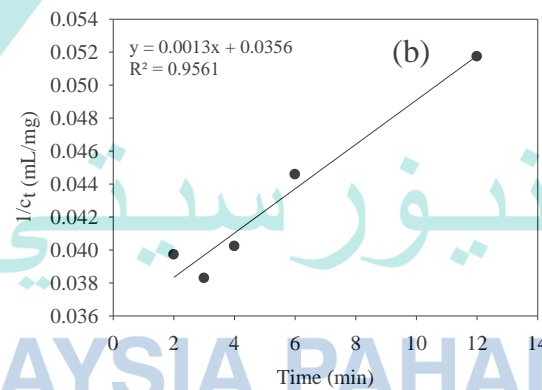 0.054
0.052
0.050
0.048
0.046
0.044
0.042
0.040
0.038
0.036
1/ct (mL/mg)
y = 0.0013x + 0.0356
R² = 0.9561
(b)
0 2 4 6 8 10 12 14
Time (min)
AYSIA PAHA